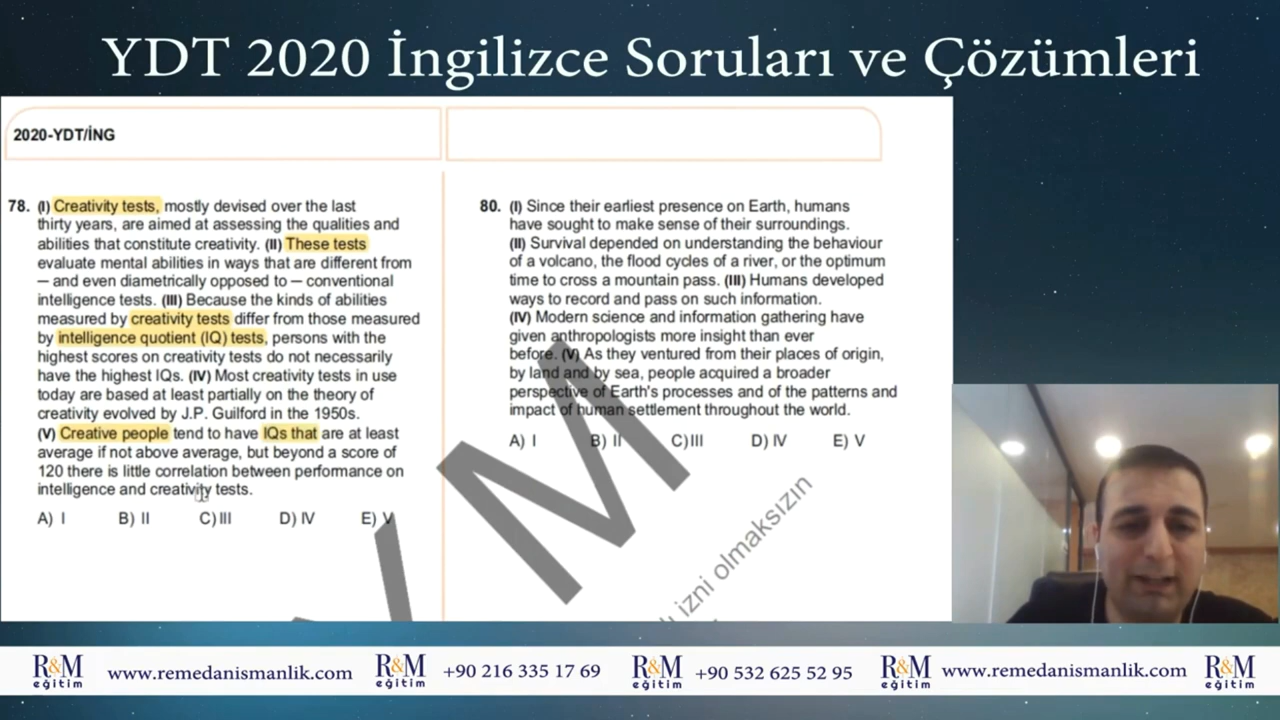 YDT 2020 İngilizce Soruları ve Çözümleri
2020-YDT/İNG
78. (I) Creativity tests, mostly devised over the last
thirty years, are aimed at assessing the qualities and
abilities that constitute creativity. (II) These tests
evaluate mental abilities in ways that are different from
— and even diametrically opposed to — conventional
intelligence tests. (III) Because the kinds of abilities
measured by creativity tests differ from those measured
by intelligence quotient (IQ) tests, persons with the
highest scores on creativity tests do not necessarily
have the highest IQs. (IV) Most creativity tests in use
today are based at least partially on the theory of
creativity evolved by J.P. Guilford in the 1950s.
(V) Creative people tend to have IQs that are at least
average if not above average, but beyond a score of
120 there is little correlation between performance on
intelligence and creativity tests.
A) I B) II C) III D) IV E) V
80. (I) Since their earliest presence on Earth, humans
have sought to make sense of their surroundings.
(II) Survival depended on understanding the behaviour
of a volcano, the flood cycles of a river, or the optimum
time to cross a mountain pass. (III) Humans developed
ways to record and pass on such information.
(IV) Modern science and information gathering have
given anthropologists more insight than ever
before. (V) As they ventured from their places of origin,
by land and by sea, people acquired a broader
perspective of Earth's processes and of the patterns and
impact of human settlement throughout the world.
A) I B) II C) III D) IV E) V
Y M
izni olmaksızın
R&M eğitim www.remedanismanlik.com R&M eğitim +90 216 335 17 69 R&M eğitim +90 532 625 52 95 R&M eğitim www.remedanismanlik.com R&M eğitim